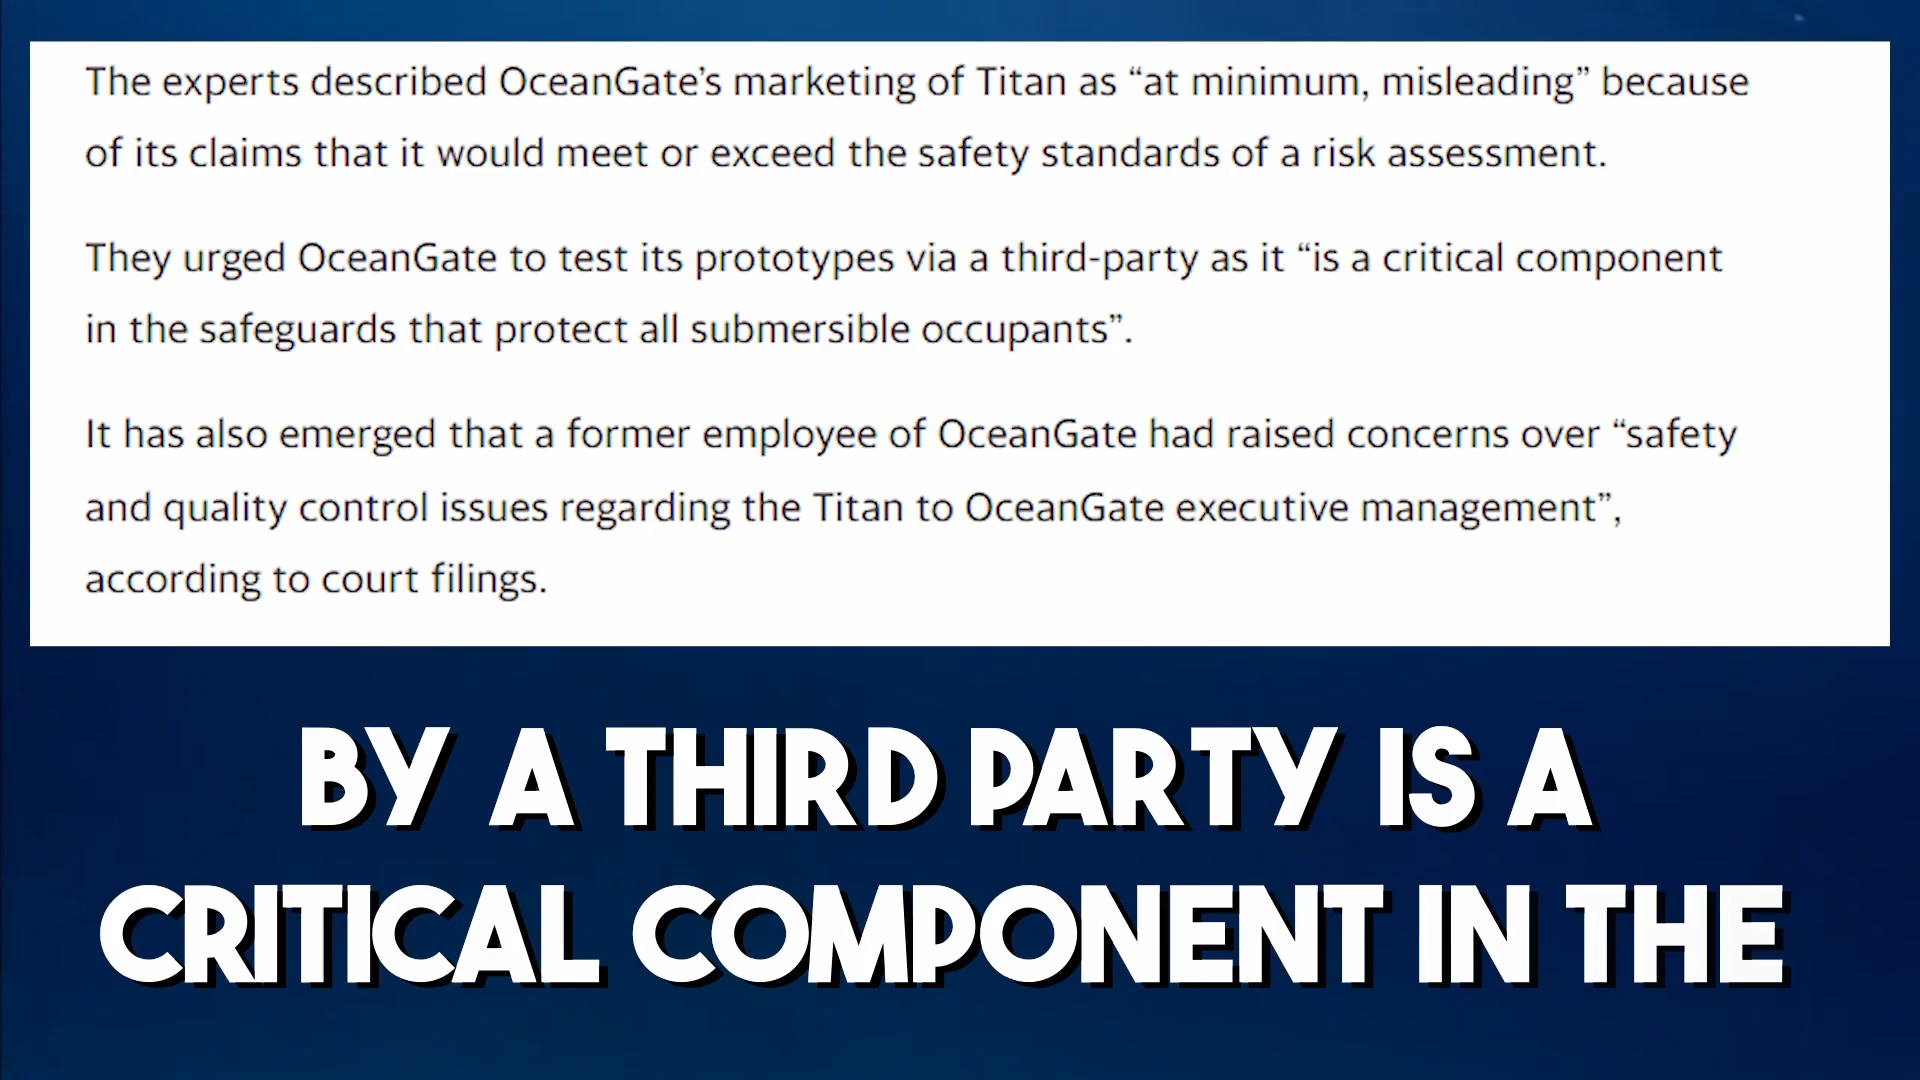 The experts described OceanGate’s marketing of Titan as “at minimum, misleading” because
of its claims that it would meet or exceed the safety standards of a risk assessment.
They urged OceanGate to test its prototypes via a third-party as it “is a critical component
in the safeguards that protect all submersible occupants”.
It has also emerged that a former employee of OceanGate had raised concerns over “safety
and quality control issues regarding the Titan to OceanGate executive management”,
according to court filings.
BY A THIRD PARTY IS A
CRITICAL COMPONENT IN THE